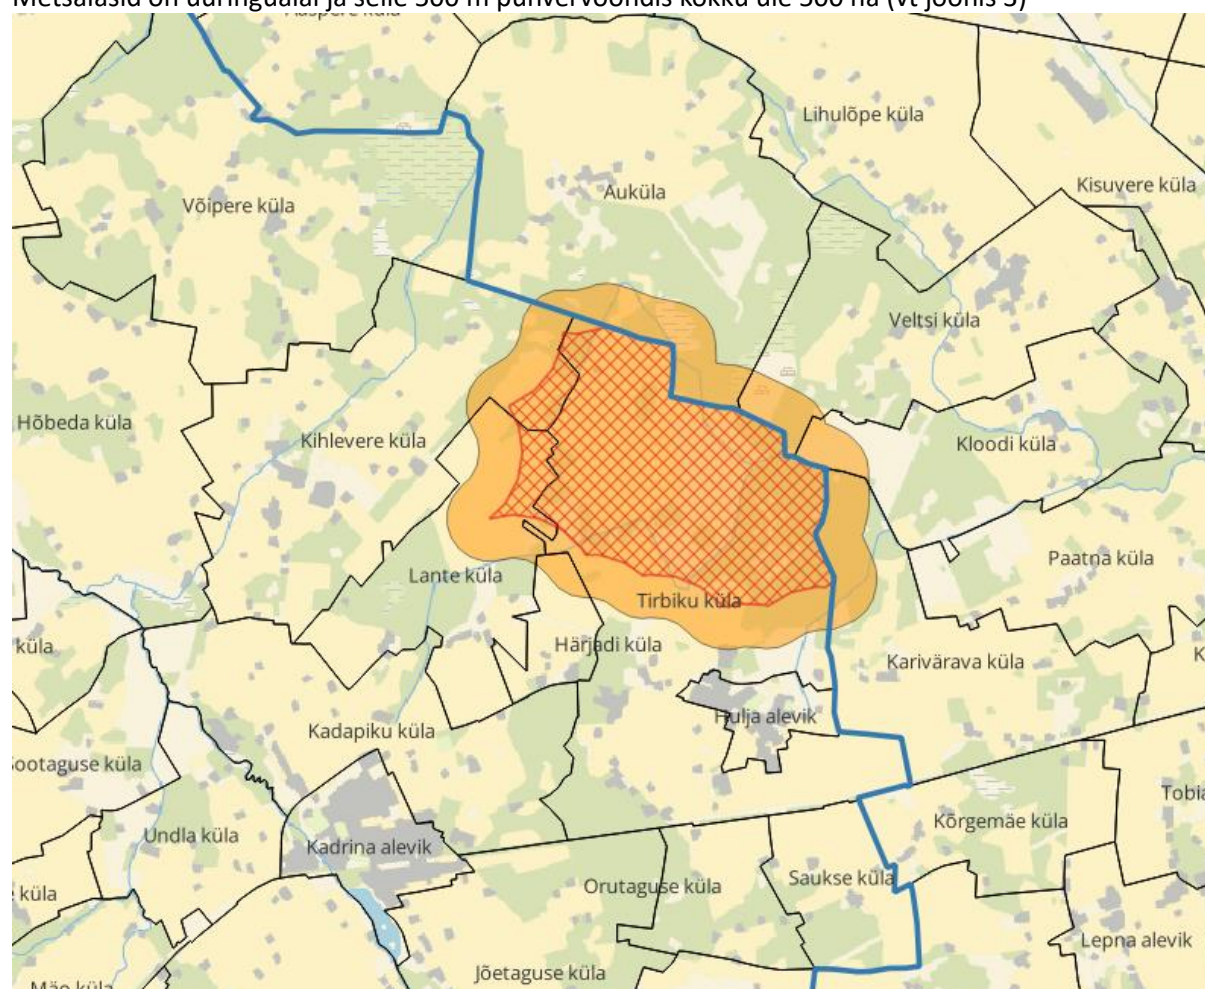 Metsalasid on uuringualal ja selle 500 m puhvervööndis kokku üle 500 ha (vt joonis 3)
Lihulõpe küla
Kisuvere küla
Auküla
Võipere küla
Veltsi küla
Hõbeda küla
Kihlevere küla
Kloodi küla
Paatna küla
Lante küla
Tirbiku küla
küla
Härjadi küla
Karivärava küla
Hulja alevik
Kadapiku küla
ootaguse küla
Tobia
Undla küla
Kadrina alevik
Kõrgemäe küla
küla
Orutaguse küla
Saukse küla
Lepna alevik
Jõetaguse küla